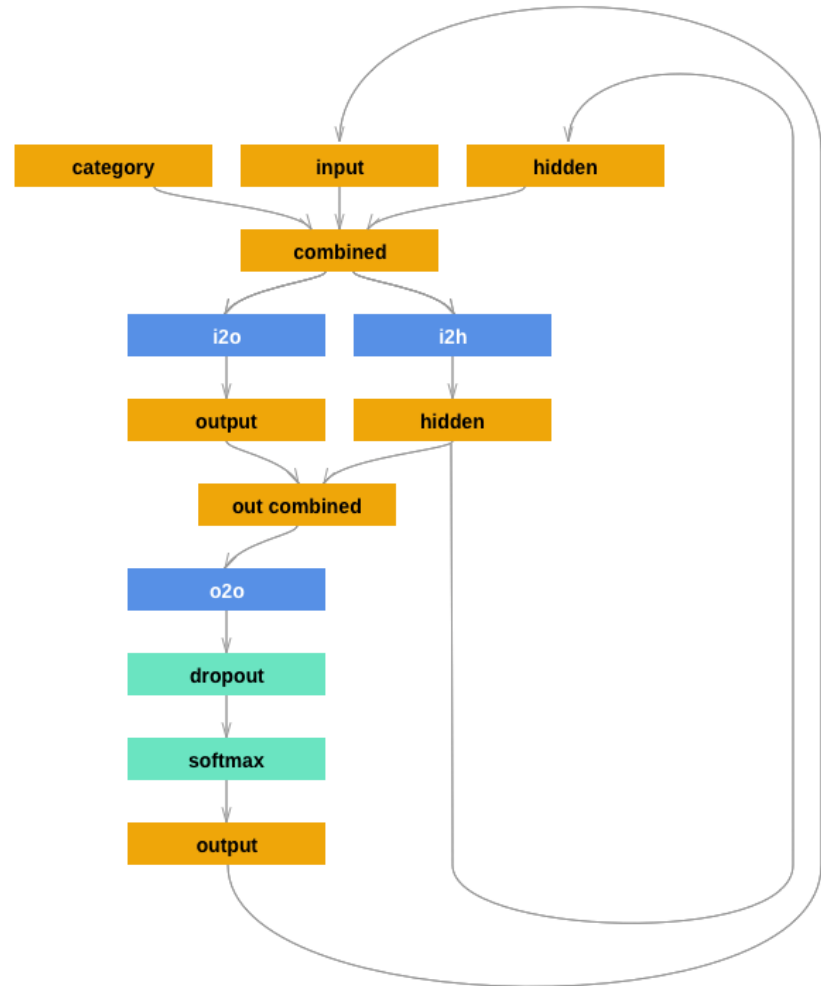 category
input
hidden
combined
i2o
i2h
output
hidden
out combined
o2o
dropout
softmax
output